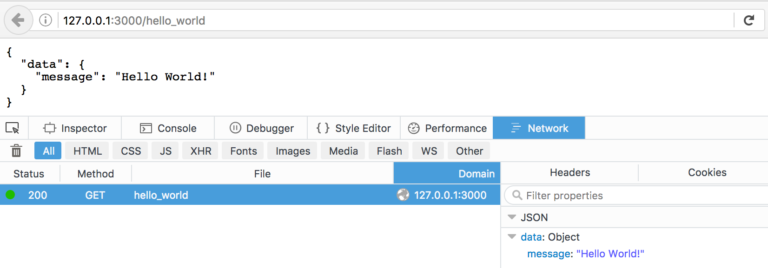 127.0.0.1:3000/hello_world
{
  "data": {
    "message": "Hello World!"
  }
}
Inspector Console Debugger { } Style Editor Performance Network
All HTML CSS JS XHR Fonts Images Media Flash WS Other
Status Method File Domain Headers Cookies
200 GET hello_world 127.0.0.1:3000 Filter properties
JSON
data: Object
message: "Hello World!"